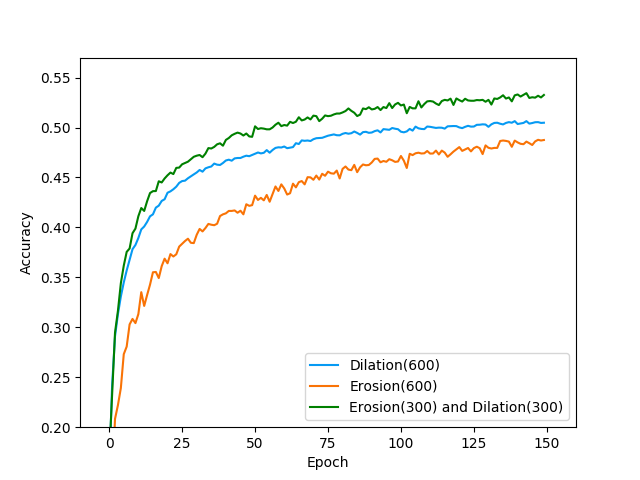 0.55
0.50
0.45
0.40
0.35
0.30
0.25
0.20
Accuracy
Dilation(600)
Erosion(600)
Erosion(300) and Dilation(300)
0 25 50 75 100 125 150
Epoch